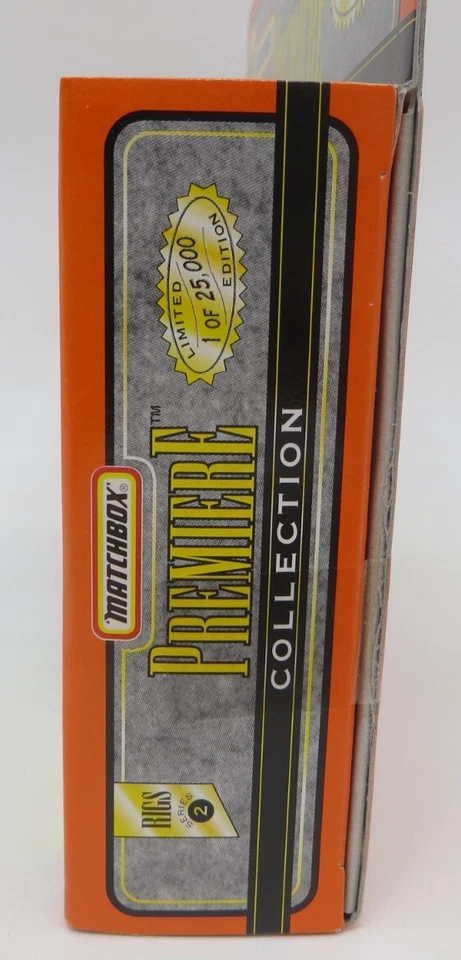 MATCHBOX®
RIGS
SERIES
2
PREMIERE™
LIMITED
1 OF 25,000
EDITION
COLLECTION